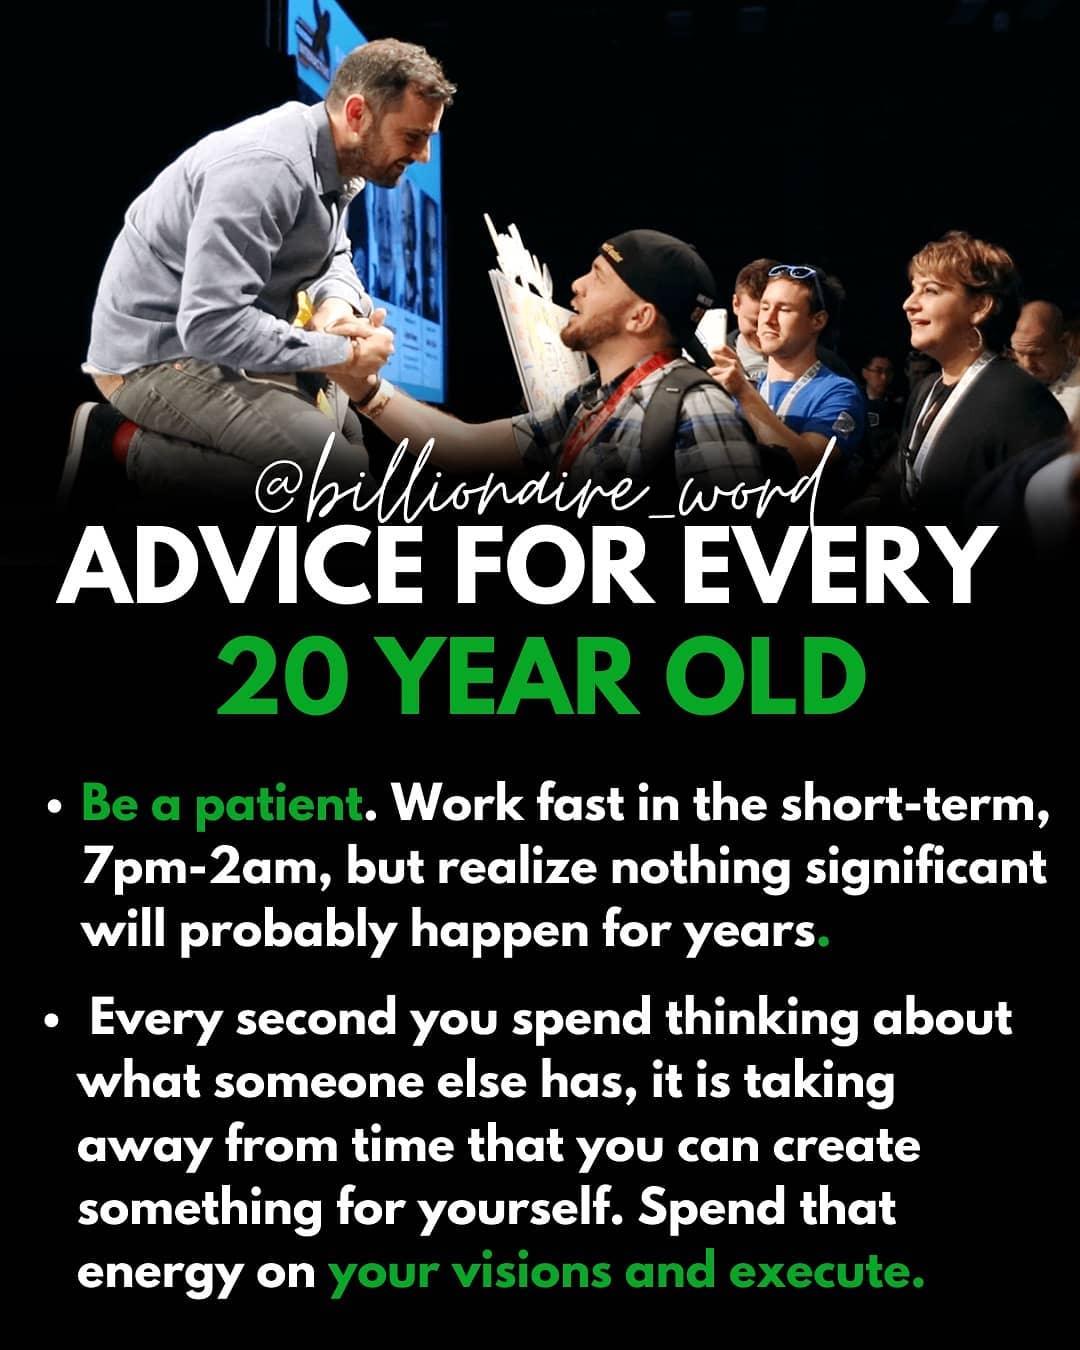 @billionaire_word
ADVICE FOR EVERY
20 YEAR OLD
• Be a patient. Work fast in the short-term,
7pm-2am, but realize nothing significant
will probably happen for years.
• Every second you spend thinking about
what someone else has, it is taking
away from time that you can create
something for yourself. Spend that
energy on your visions and execute.